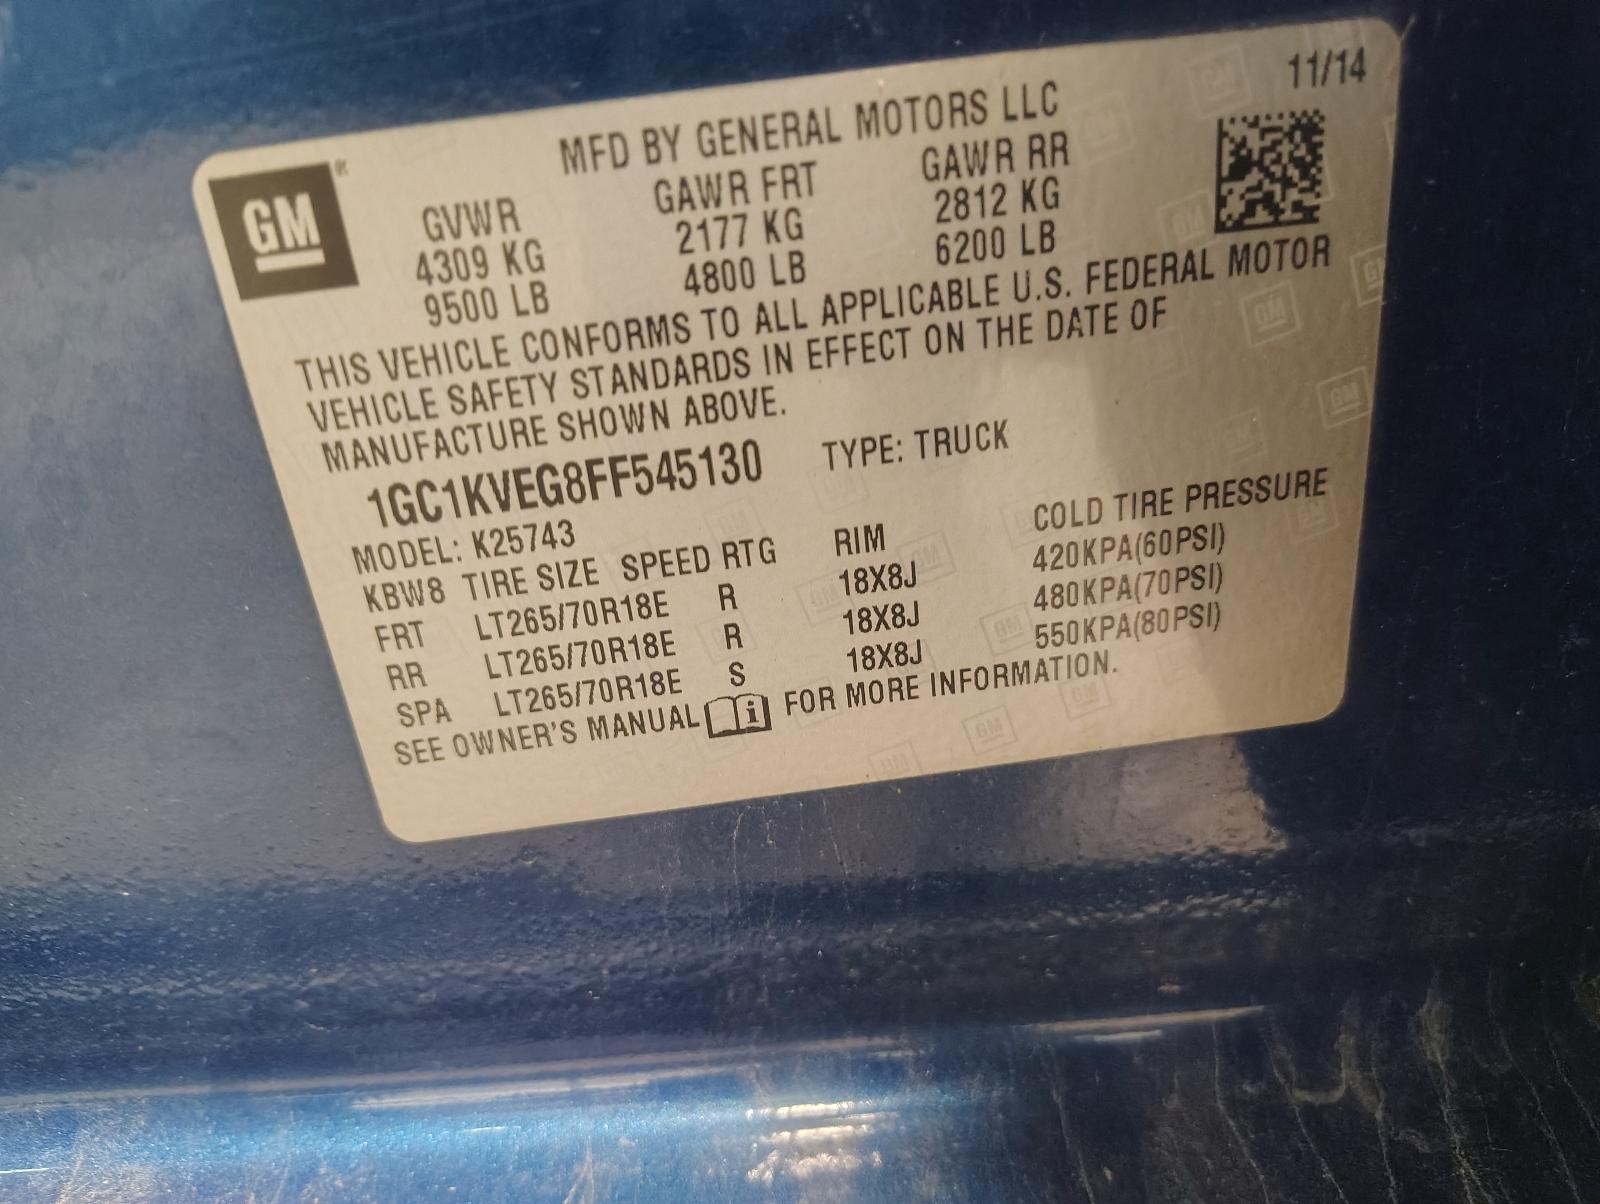 11/14
MFD BY GENERAL MOTORS LLC
GM
GVWR GAWR FRT GAWR RR
4309 KG 2177 KG 2812 KG
9500 LB 4800 LB 6200 LB
THIS VEHICLE CONFORMS TO ALL APPLICABLE U.S. FEDERAL MOTOR
VEHICLE SAFETY STANDARDS IN EFFECT ON THE DATE OF
MANUFACTURE SHOWN ABOVE.
1GC1KVEG8FF545130 TYPE: TRUCK
MODEL: K25743
KBW8 TIRE SIZE SPEED RTG RIM COLD TIRE PRESSURE
FRT LT265/70R18E R 18X8J 420KPA(60PSI)
RR LT265/70R18E R 18X8J 480KPA(70PSI)
SPA LT265/70R18E S 18X8J 550KPA(80PSI)
SEE OWNER'S MANUAL i FOR MORE INFORMATION.